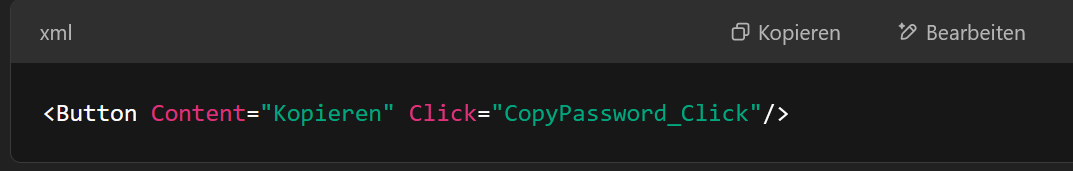 xml Kopieren Bearbeiten
<Button Content="Kopieren" Click="CopyPassword_Click"/>